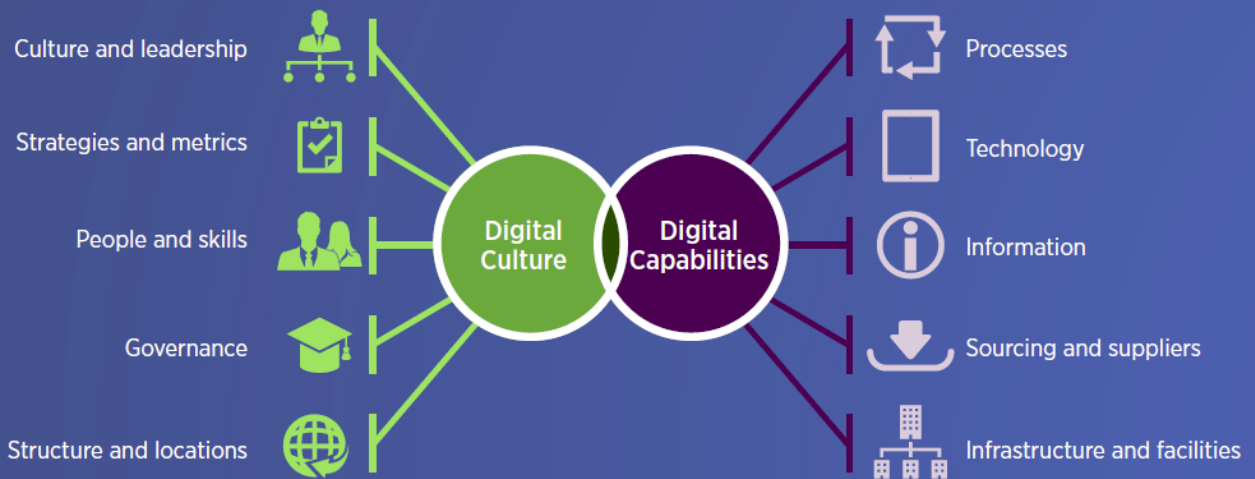 Culture and leadership
Strategies and metrics
People and skills
Governance
Structure and locations
Digital
Culture
Digital
Capabilities
Processes
Technology
Information
Sourcing and suppliers
Infrastructure and facilities